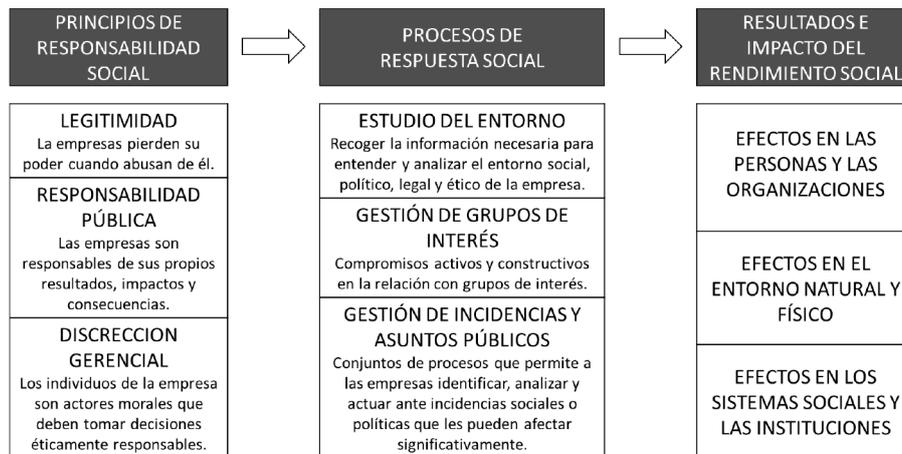 PRINCIPIOS DE
RESPONSABILIDAD
SOCIAL
PROCESOS DE
RESPUESTA SOCIAL
RESULTADOS E
IMPACTO DEL
RENDIMIENTO SOCIAL
LEGITIMIDAD
La empresas pierden su
poder cuando abusan de él.
RESPONSABILIDAD
PÚBLICA
Las empresas son
responsables de sus propios
resultados, impactos y
consecuencias.
DISCRECCION
GERENCIAL
Los individuos de la empresa
son actores morales que
deben tomar decisiones
éticamente responsables.
ESTUDIO DEL ENTORNO
Recoger la información necesaria para
entender y analizar el entorno social,
político, legal y ético de la empresa.
GESTIÓN DE GRUPOS DE
INTERÉS
Compromisos activos y constructivos
en la relación con grupos de interés.
GESTIÓN DE INCIDENCIAS Y
ASUNTOS PÚBLICOS
Conjuntos de procesos que permite a
las empresas identificar, analizar y
actuar ante incidencias sociales o
políticas que les pueden afectar
significativamente.
EFECTOS EN LAS
PERSONAS Y LAS
ORGANIZACIONES
EFECTOS EN EL
ENTORNO NATURAL Y
FÍSICO
EFECTOS EN LOS
SISTEMAS SOCIALES Y
LAS INSTITUCIONES